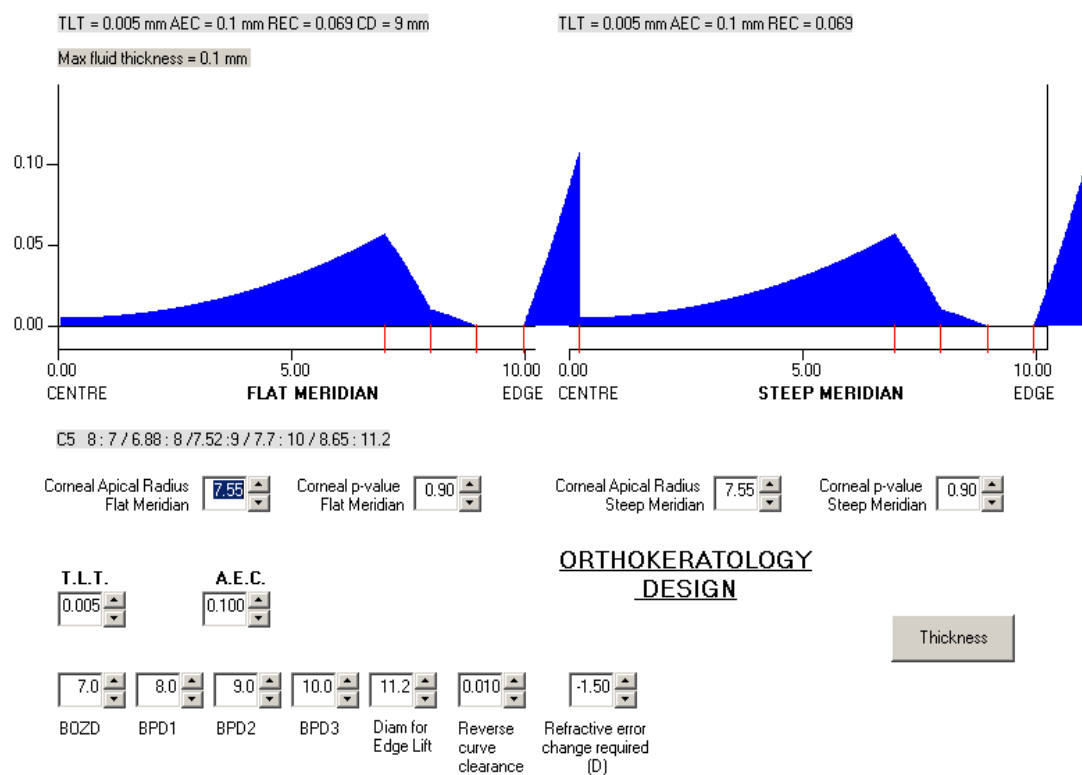 TLT = 0.005 mm AEC = 0.1 mm REC = 0.069 CD = 9 mm
TLT = 0.005 mm AEC = 0.1 mm REC = 0.069
Max fluid thickness = 0.1 mm
0.10
0.05
0.00
0.00 5.00 10.00 0.00 5.00 10.00
CENTRE FLAT MERIDIAN EDGE CENTRE STEEP MERIDIAN EDGE
C5 8 : 7 / 6.88 : 8 /7.52 :9 / 7.7 : 10 / 8.65 : 11.2
Corneal Apical Radius
Flat Meridian
7.55
Corneal p-value
Flat Meridian
0.90
Corneal Apical Radius
Steep Meridian
7.55
Corneal p-value
Steep Meridian
0.90
ORTHOKERATOLOGY
DESIGN
T.L.T.
0.005
A.E.C.
0.100
Thickness
7.0 8.0 9.0 10.0 11.2 0.010 -1.50
BOZD
BPD1
BPD2
BPD3
Diam for
Edge Lift
Reverse
curve
clearance
Refractive error
change required
(D)